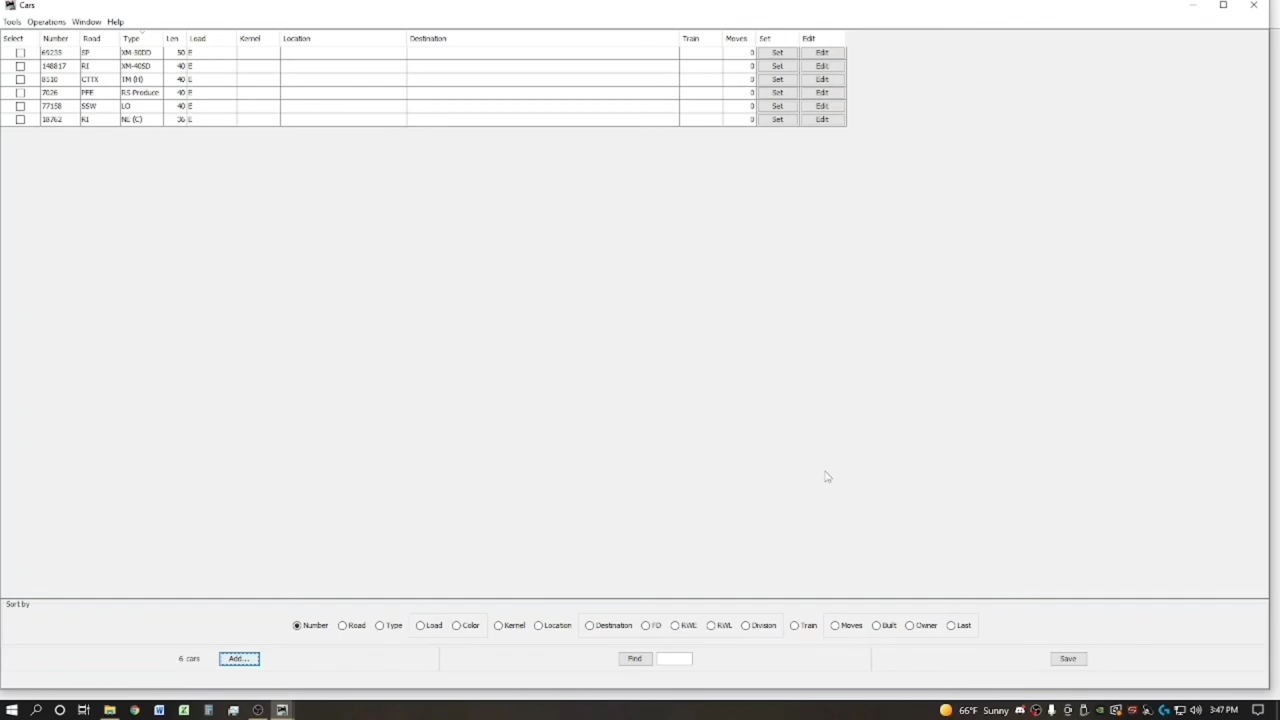 Cars
Tools Operations Window Help
Select Number Road Type Len Load Kernel Location Destination Train Moves Set Edit
69235 SP XM-50DD 50 E 0 Set Edit
148817 RI XM-40SD 40 E 0 Set Edit
8510 CTTX TM (H) 40 E 0 Set Edit
7026 PFE RS-Produce 40 E 0 Set Edit
77158 SSW LO 40 E 0 Set Edit
18762 RI NE (C) 36 E 0 Set Edit
Sort by
Number Road Type Load Color Kernel Location Destination FD RWE RWL Division Train Moves Built Owner Last
6 cars Add... Find Save
66°F Sunny 3:47 PM